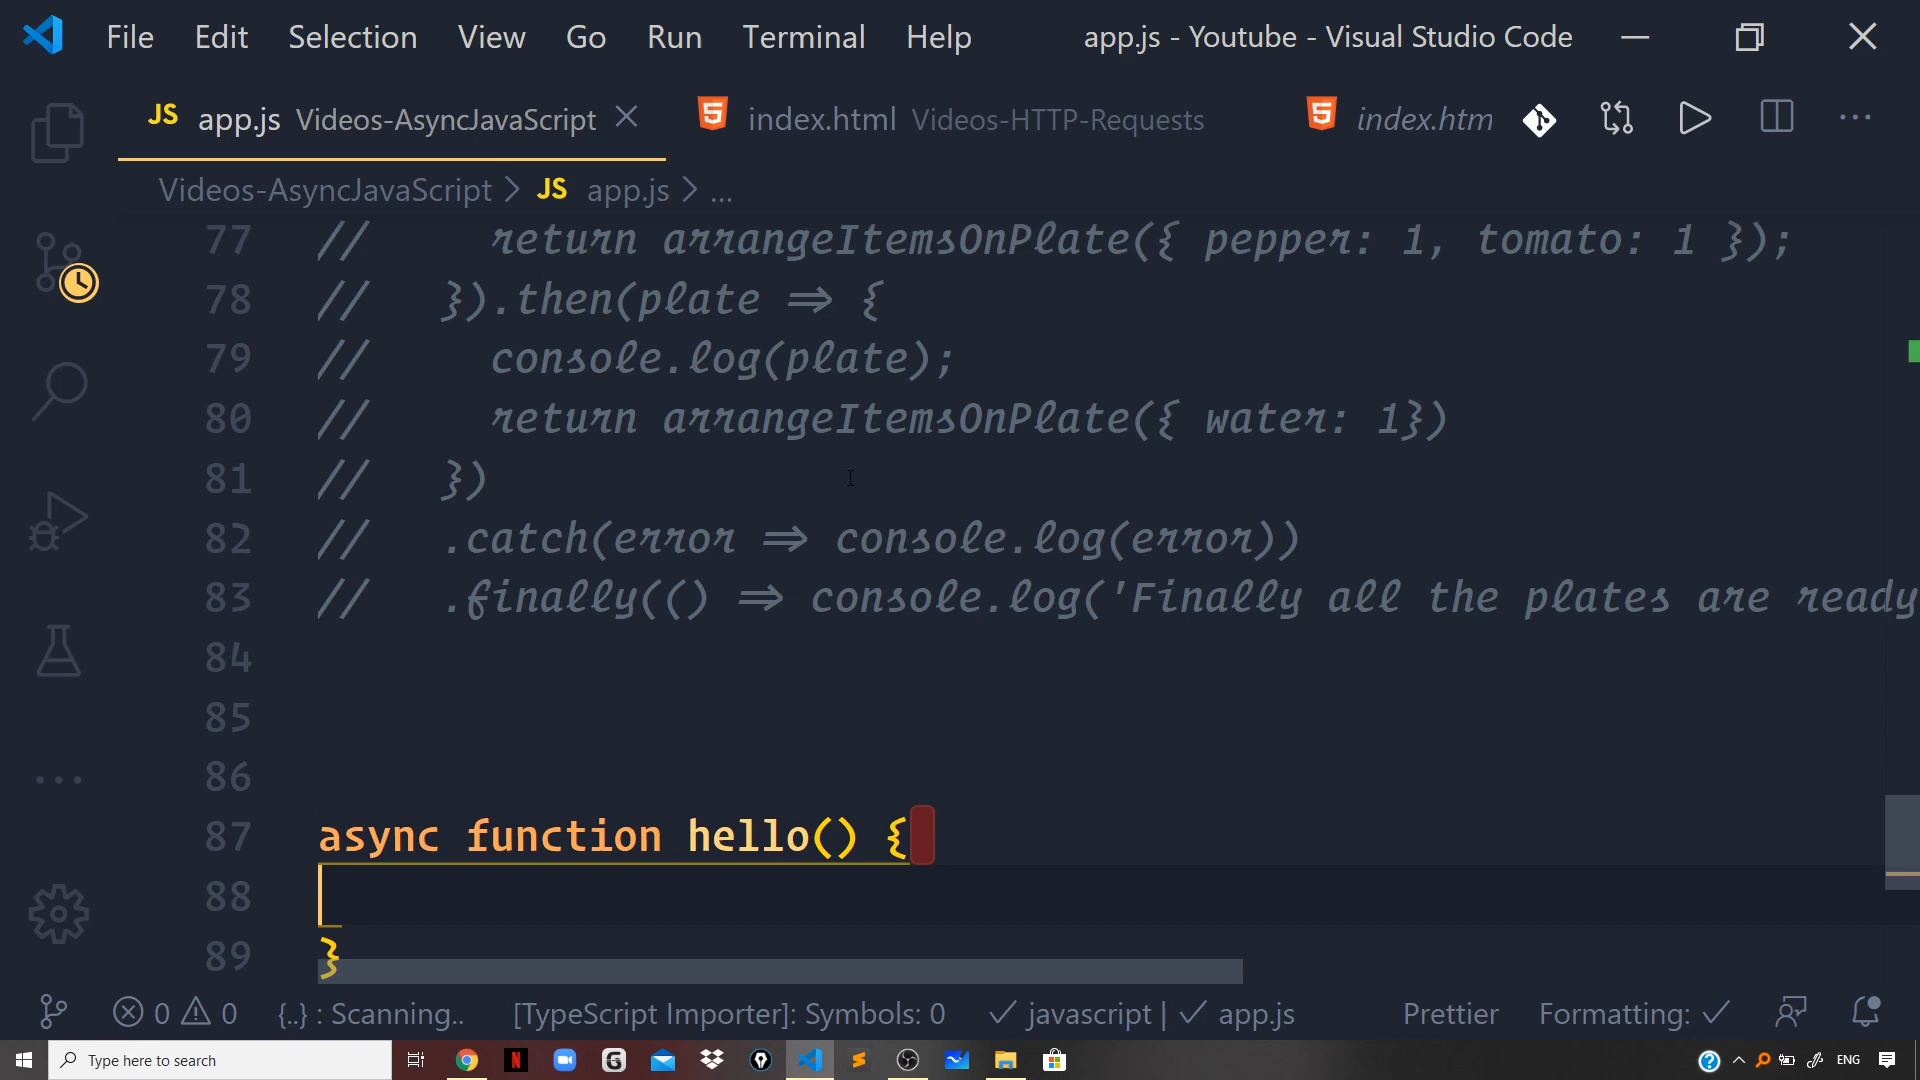 File Edit Selection View Go Run Terminal Help app.js - Youtube - Visual Studio Code
JS app.js Videos-AsyncJavaScript index.html Videos-HTTP-Requests index.htm ...
Videos-AsyncJavaScript > JS app.js > ...
77 //     return arrangeItemsOnPlate({ pepper: 1, tomato: 1 });
78 //   }).then(plate => {
79 //     console.log(plate);
80 //     return arrangeItemsOnPlate({ water: 1})
81 //   })
82 //   .catch(error => console.log(error))
83 //   .finally(() => console.log('Finally all the plates are ready
84
85
86
87 async function hello() {
88
89 }
0 0 {..} : Scanning.. [TypeScript Importer]: Symbols: 0 ✓ javascript | ✓ app.js Prettier Formatting: ✓
Type here to search ENG